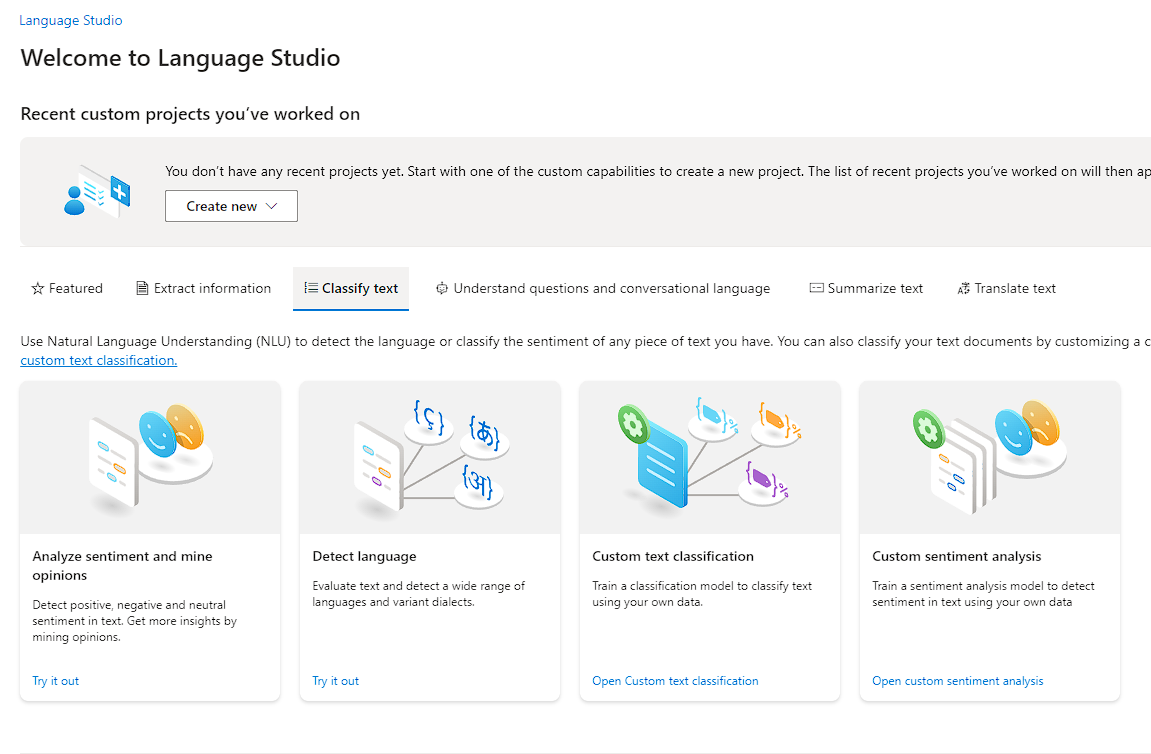 Language Studio
Welcome to Language Studio
Recent custom projects you've worked on
You don't have any recent projects yet. Start with one of the custom capabilities to create a new project. The list of recent projects you've worked on will then ap
Create new
Featured
Extract information
Classify text
Understand questions and conversational language
Summarize text
Translate text
Use Natural Language Understanding (NLU) to detect the language or classify the sentiment of any piece of text you have. You can also classify your text documents by customizing a c
custom text classification.
{ç}
{あ}
{अ}
Analyze sentiment and mine
opinions
Detect positive, negative and neutral
sentiment in text. Get more insights by
mining opinions.
Try it out
Detect language
Evaluate text and detect a wide range of
languages and variant dialects.
Try it out
Custom text classification
Train a classification model to classify text
using your own data.
Open Custom text classification
Custom sentiment analysis
Train a sentiment analysis model to detect
sentiment in text using your own data
Open custom sentiment analysis